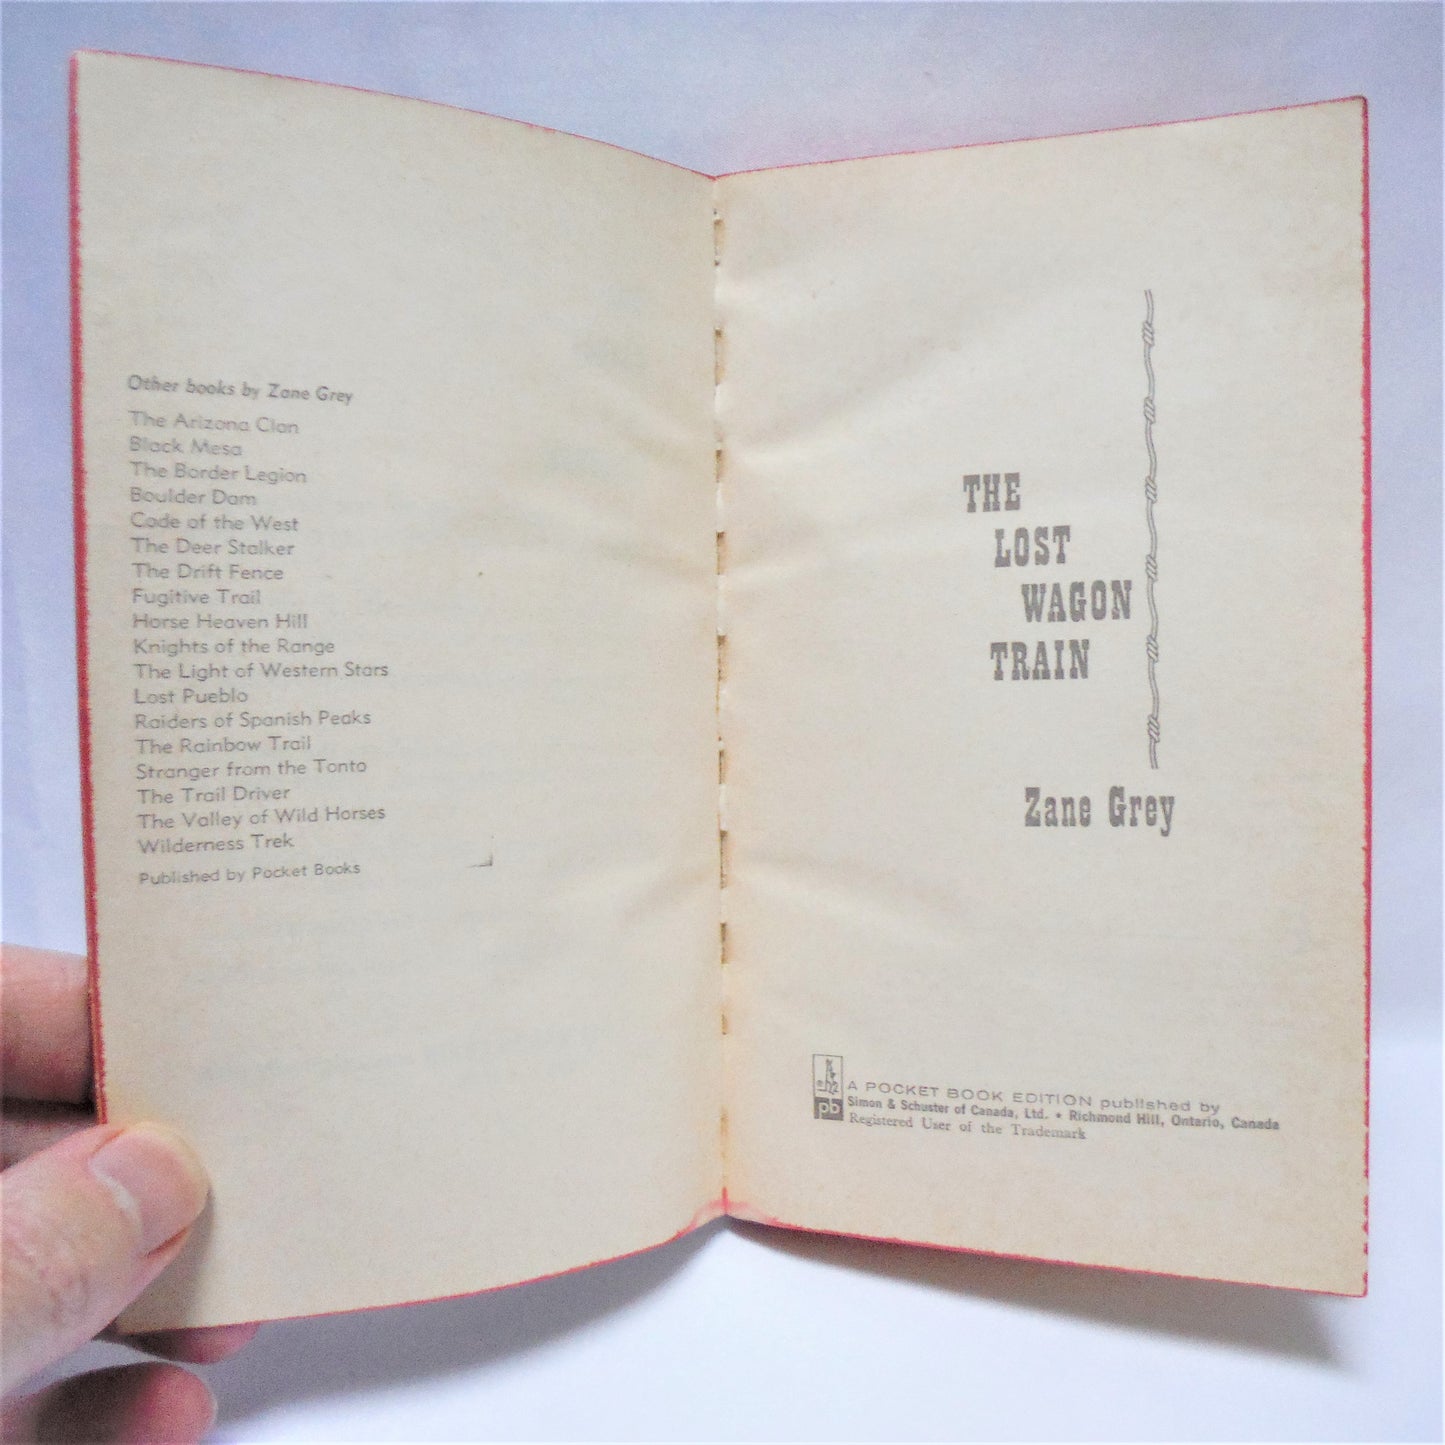 Other books by Zane Grey
The Arizona Clan
Black Mesa
The Border Legion
Boulder Dam
Code of the West
The Deer Stalker
The Drift Fence
Fugitive Trail
Horse Heaven Hill
Knights of the Range
The Light of Western Stars
Lost Pueblo
Raiders of Spanish Peaks
The Rainbow Trail
Stranger from the Tonto
The Trail Driver
The Valley of Wild Horses
Wilderness Trek
Published by Pocket Books
THE
LOST
WAGON
TRAIN
Zane Grey
pb
A POCKET BOOK EDITION published by
Simon & Schuster of Canada, Ltd. • Richmond Hill, Ontario, Canada
Registered User of the Trademark